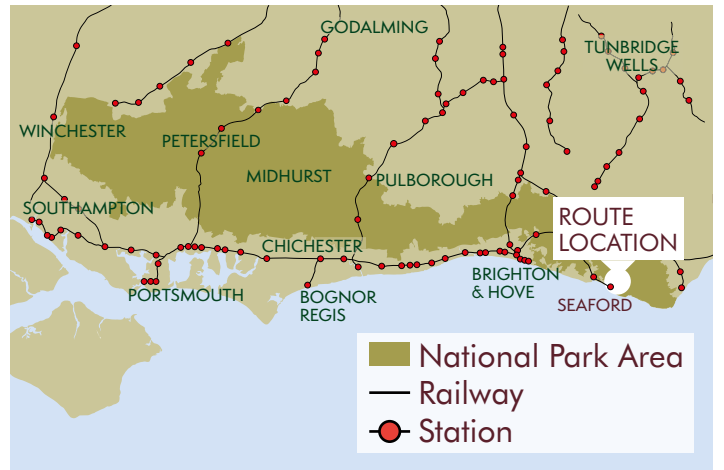 GODALMING
TUNBRIDGE
WELLS
WINCHESTER
PETERSFIELD
MIDHURST
PULBOROUGH
SOUTHAMPTON
ROUTE
LOCATION
CHICHESTER
BRIGHTON
& HOVE
PORTSMOUTH
BOGNOR
REGIS
SEAFORD
National Park Area
Railway
Station